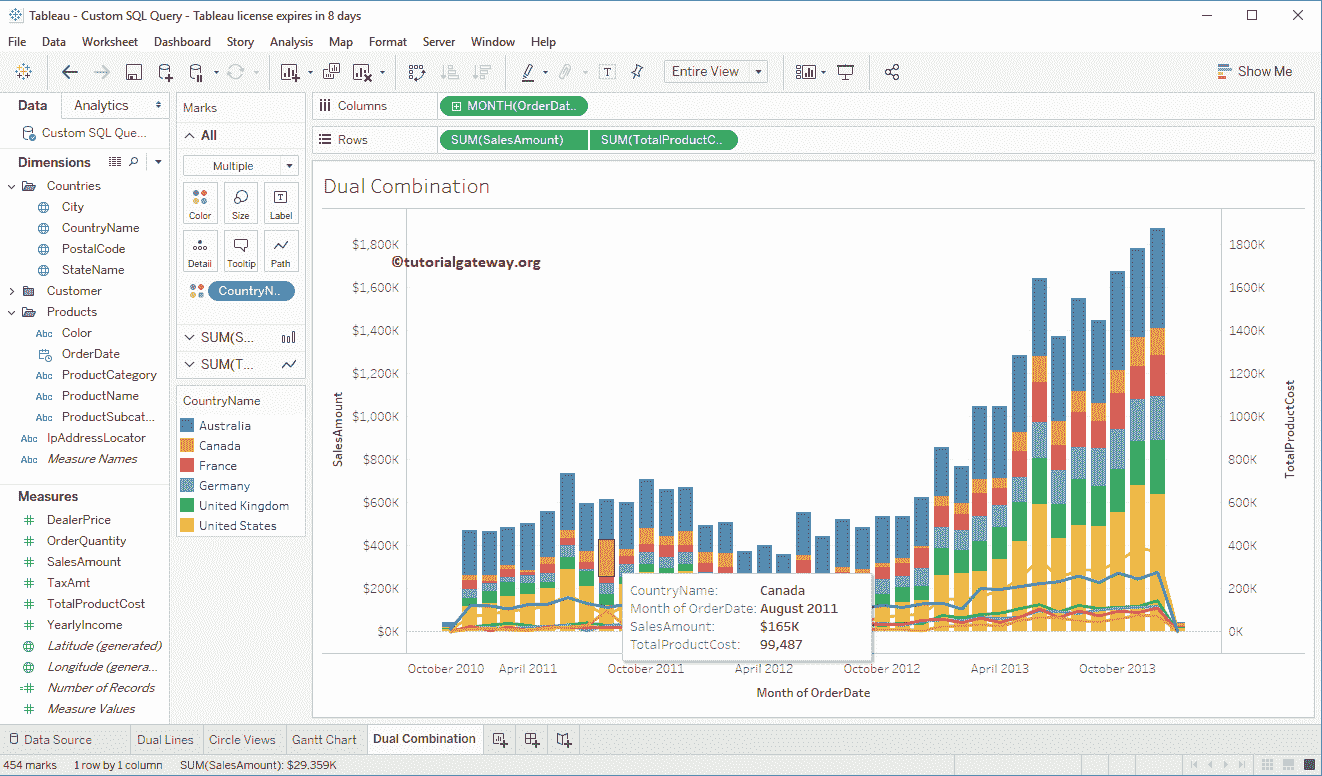 Tableau - Custom SQL Query - Tableau license expires in 8 days
File Data Worksheet Dashboard Story Analysis Map Format Server Window Help
Entire View
Show Me
Data Analytics
Custom SQL Que...
Dimensions
Countries
City
CountryName
PostalCode
StateName
Customer
Products
Abc Color
OrderDate
Abc ProductCategory
Abc ProductName
Abc ProductSubcat...
Abc IpAddressLocator
Abc Measure Names
Measures
DealerPrice
OrderQuantity
SalesAmount
TaxAmt
TotalProductCost
YearlyIncome
Latitude (generated)
Longitude (genera...
Number of Records
Measure Values
Marks
All
Multiple
Color Size Label
Detail Tooltip Path
CountryN..
SUM(S...
SUM(T...
CountryName
Australia
Canada
France
Germany
United Kingdom
United States
Columns
MONTH(OrderDat..
Rows
SUM(SalesAmount) SUM(TotalProductC..
Dual Combination
©tutorialgateway.org
SalesAmount
$1,800K
$1,600K
$1,400K
$1,200K
$1,000K
$800K
$600K
$400K
$200K
$0K
1800K
1600K
1400K
1200K
1000K
800K
600K
400K
200K
0K
TotalProductCost
CountryName: Canada
Month of OrderDate: August 2011
SalesAmount: $165K
TotalProductCost: 99,487
October 2010 April 2011 October 2011 April 2012 October 2012 April 2013 October 2013
Month of OrderDate
Data Source Dual Lines Circle Views Gantt Chart Dual Combination
454 marks 1 row by 1 column SUM(SalesAmount): $29,359K